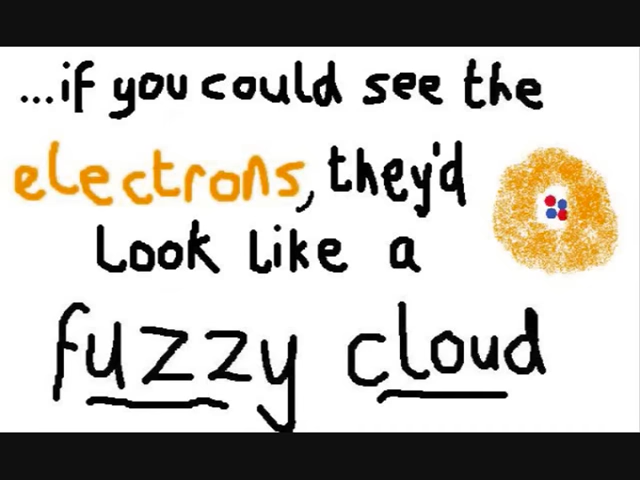 ...if you could see the
electrons, they'd
look like a
fuzzy cloud